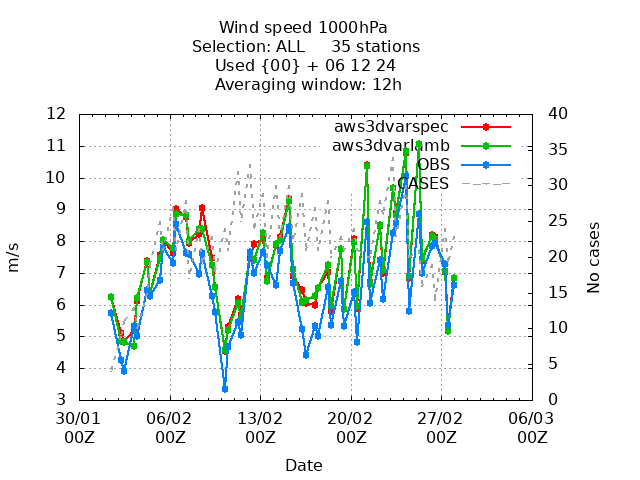 Wind speed 1000hPa
Selection: ALL 35 stations
Used {00} + 06 12 24
Averaging window: 12h
12
11
10
9
8
7
6
5
4
3
m/s
40
35
30
25
20
15
10
5
0
No cases
aws3dvarspec
aws3dvarlamb
OBS
CASES
30/01 06/02 13/02 20/02 27/02 06/03
00Z 00Z 00Z 00Z 00Z 00Z
Date